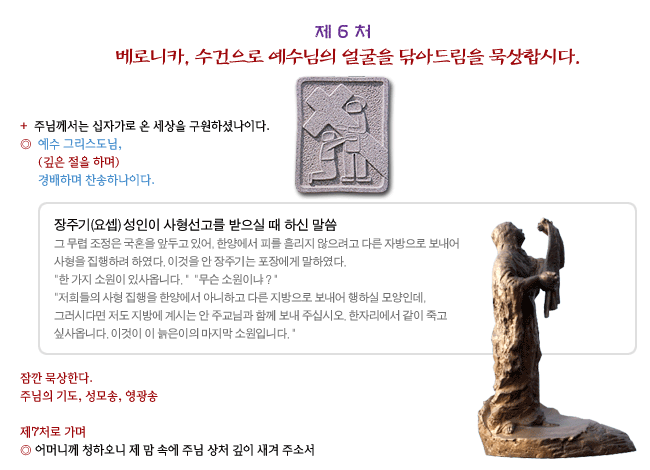 제 6 처
베로니카, 수건으로 예수님의 얼굴을 닦아드림을 묵상합시다.
+ 주님께서는 십자가로 온 세상을 구원하셨나이다.
◎ 예수 그리스도님,
(깊은 절을 하며)
경배하며 찬송하나이다.
장주기(요셉) 성인이 사형선고를 받으실 때 하신 말씀
그 무렵 조정은 국혼을 앞두고 있어, 한양에서 피를 흘리지 않으려고 다른 자방으로 보내어
사형을 집행하려 하였다. 이것을 안 장주기는 포장에게 말하였다.
"한 가지 소원이 있사옵니다. " "무슨 소원이냐 ? "
"저희들의 사형 집행을 한양에서 아니하고 다른 지방으로 보내어 행하실 모양인데,
그러시다면 저도 지방에 계시는 안 주교님과 함께 보내 주십시오. 한자리에서 같이 죽고
싶사옵니다. 이것이 이 늙은이의 마지막 소원입니다. "
잠깐 묵상한다.
주님의 기도, 성모송, 영광송
제7처로 가며
◎ 어머니께 청하오니 제 맘 속에 주님 상처 깊이 새겨 주소서